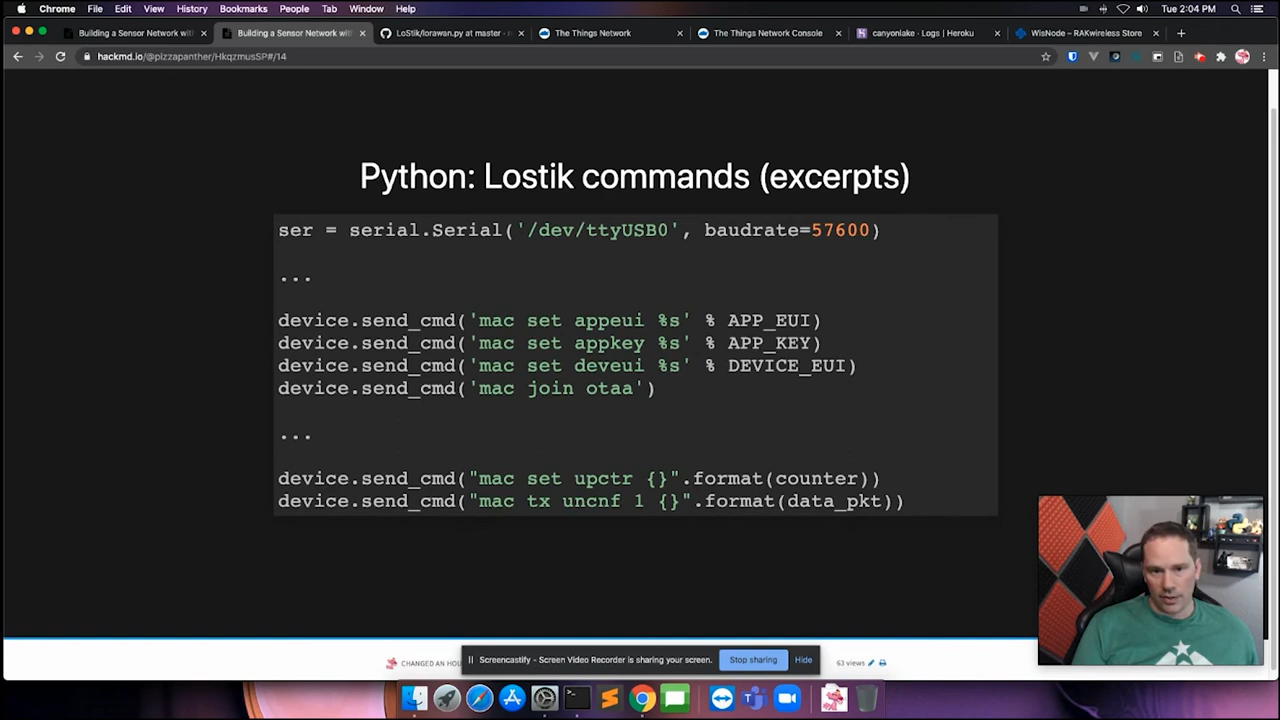 Chrome File Edit View History Bookmarks People Tab Window Help Tue 2:04 PM
Building a Sensor Network with
Building a Sensor Network with
LoStik/lorawan.py at master · r
The Things Network
The Things Network Console
canyonlake · Logs | Heroku
WisNode – RAKwireless Store
hackmd.io/@pizzapanther/HkqzmusSP#/14
Python: Lostik commands (excerpts)
ser = serial.Serial('/dev/ttyUSB0', baudrate=57600)
...
device.send_cmd('mac set appeui %s' % APP_EUI)
device.send_cmd('mac set appkey %s' % APP_KEY)
device.send_cmd('mac set deveui %s' % DEVICE_EUI)
device.send_cmd('mac join otaa')
...
device.send_cmd("mac set upctr {}".format(counter))
device.send_cmd("mac tx uncnf 1 {}".format(data_pkt))
CHANGED AN HOU
Screencastify - Screen Video Recorder is sharing your screen.
Stop sharing
Hide
63 views